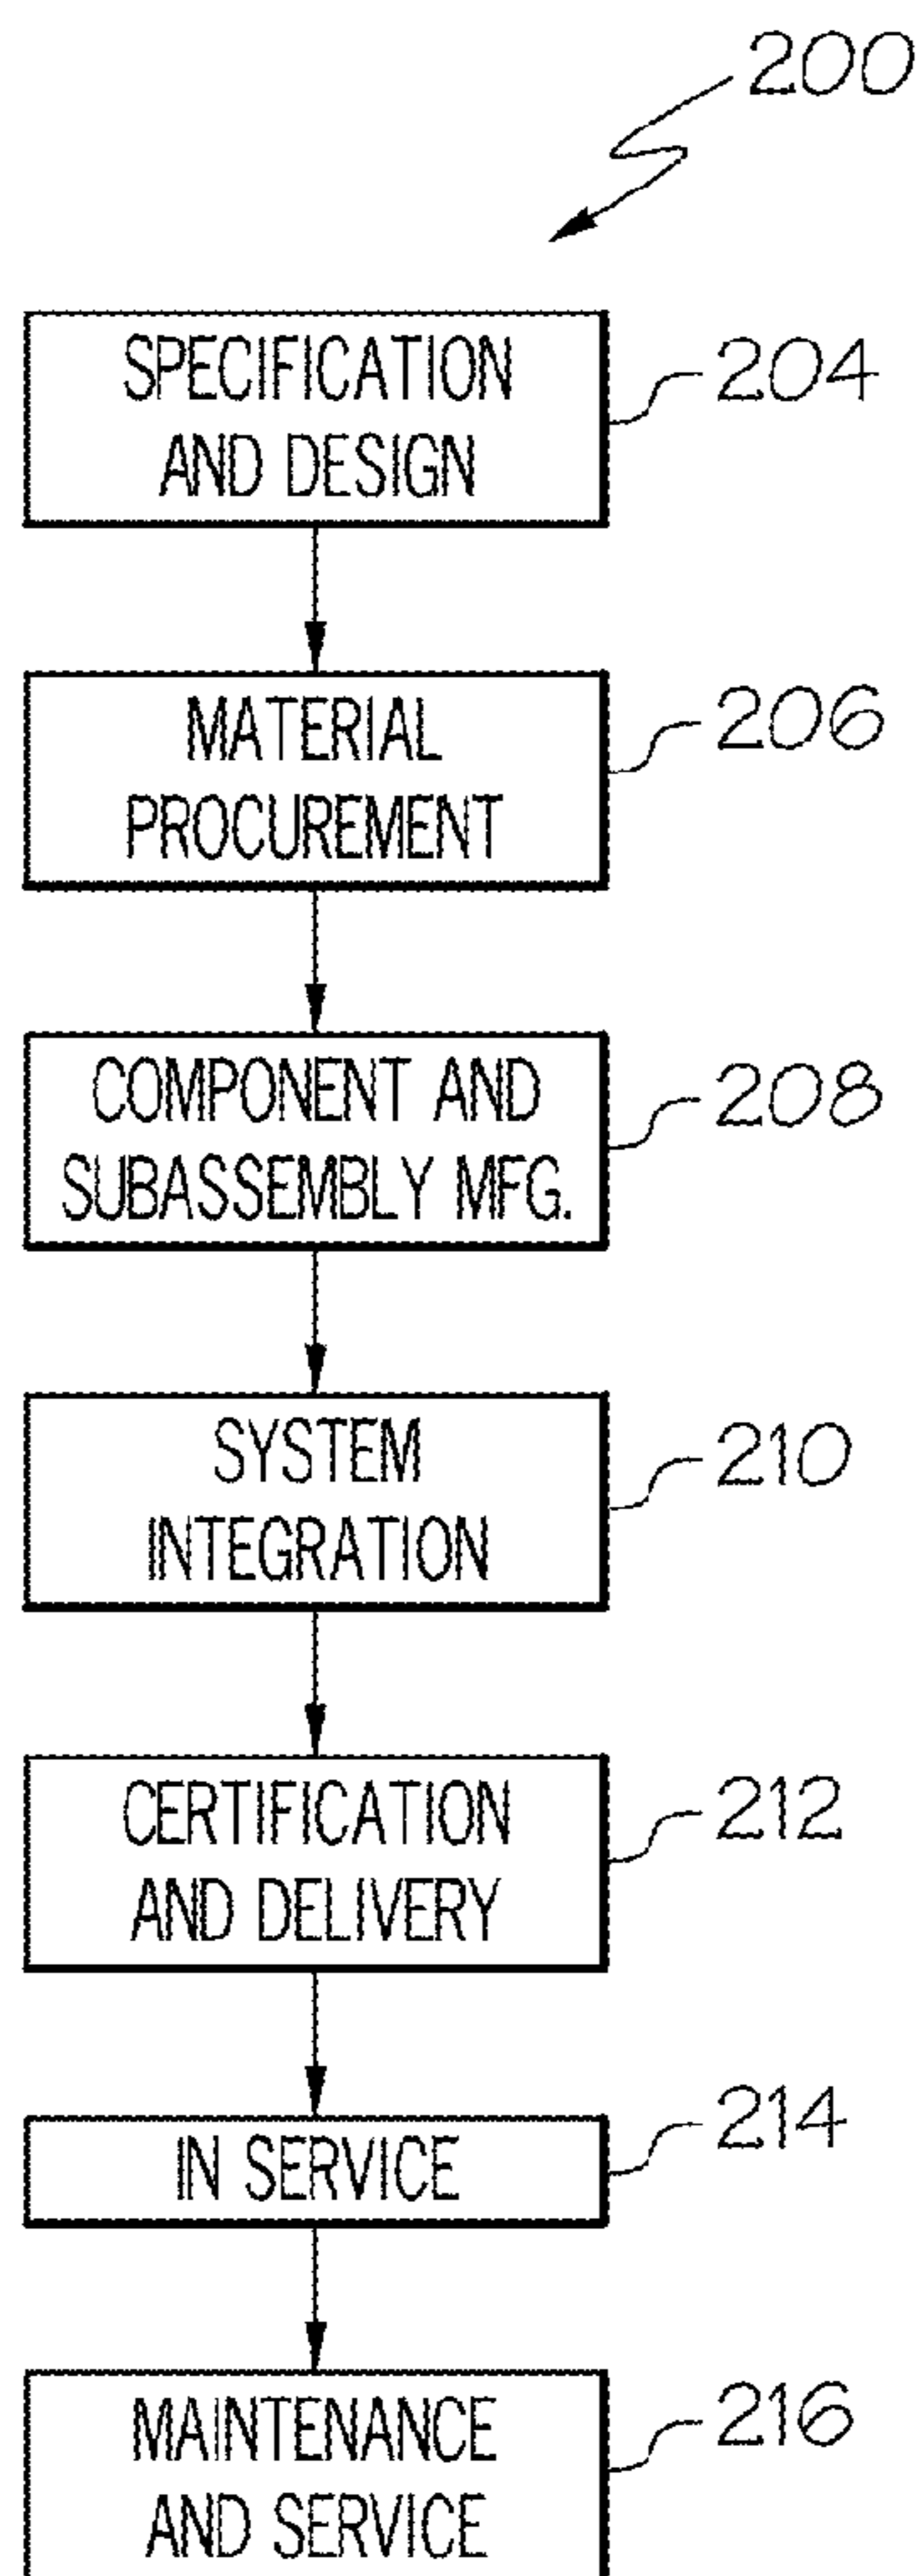 200
SPECIFICATION
AND DESIGN
204
MATERIAL
PROCUREMENT
206
COMPONENT AND
SUBASSEMBLY MFG.
208
SYSTEM
INTEGRATION
210
CERTIFICATION
AND DELIVERY
212
IN SERVICE
214
MAINTENANCE
AND SERVICE
216